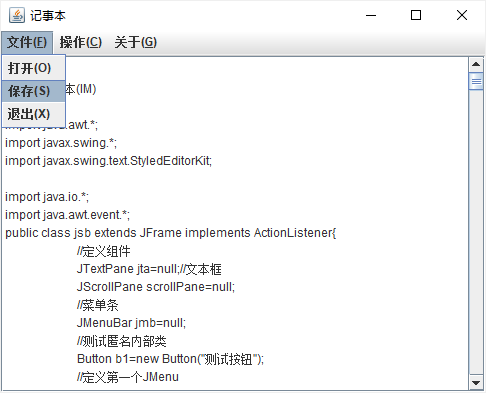 记事本
文件(F) 操作(C) 关于(G)
打开(O)
保存(S)
退出(X)
本(IM)
import java.awt.*;
import javax.swing.*;
import javax.swing.text.StyledEditorKit;
import java.io.*;
import java.awt.event.*;
public class jsb extends JFrame implements ActionListener{
//定义组件
JTextPane jta=null;//文本框
JScrollPane scrollPane=null;
//菜单条
JMenuBar jmb=null;
//测试匿名内部类
Button b1=new Button("测试按钮");
//定义第一个JMenu